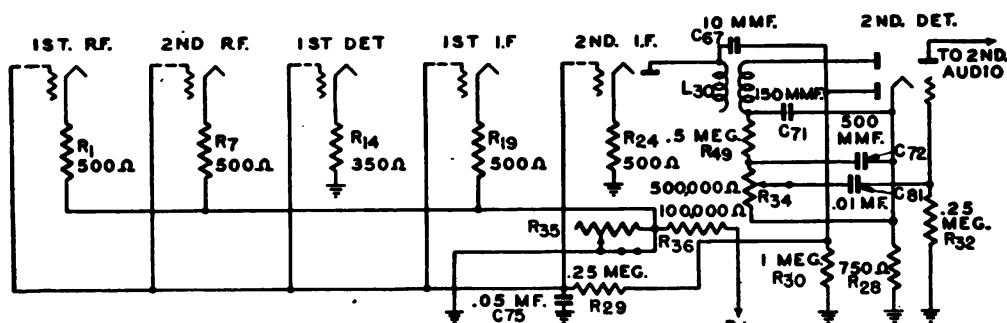 10 MMF.
C67
2ND. DET.
1ST. R.F.
2ND R.F.
1ST DET
1ST I.F
2ND. I.F.
TO 2ND.
AUDIO
L30
150 MMF.
C71
R1
500Ω
R7
500Ω
R14
350Ω
R19
500Ω
R24
500Ω
.5 MEG.
R49
500
MMF.
C72
500,000Ω
R34
C81
.01 MF.
100,000Ω
R35
R36
.25
MEG.
R32
.25 MEG.
R29
1 MEG.
R30
750Ω
R28
.05 MF.
C75